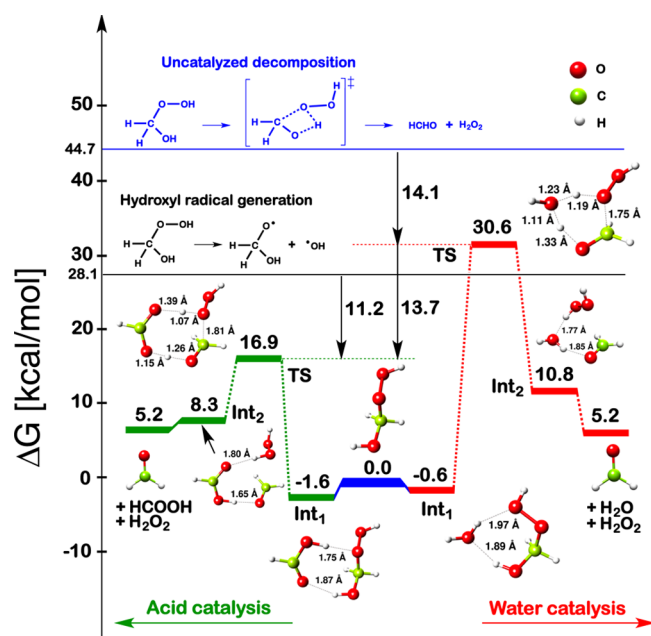 Uncatalyzed decomposition
O
C
H
50
44.7
40
30
28.1
20
10
0
-10
ΔG [kcal/mol]
O—OH
H
C
H
OH
H
O
O
C
H
H
O
H
‡
HCHO + H₂O₂
14.1
Hydroxyl radical generation
O—OH
H
C
H
OH
O•
H
C
H
OH
+ •OH
30.6
TS
1.23 Å
1.19 Å
1.11 Å
1.75 Å
1.33 Å
11.2
13.7
1.39 Å
1.07 Å
1.81 Å
1.26 Å
1.15 Å
16.9
TS
1.77 Å
1.85 Å
Int₂
10.8
5.2
8.3
Int₂
5.2
1.80 Å
1.65 Å
-1.6
0.0
-0.6
Int₁
Int₁
+ HCOOH
+ H₂O₂
+ H₂O
+ H₂O₂
1.75 Å
1.87 Å
1.97 Å
1.89 Å
Acid catalysis
Water catalysis